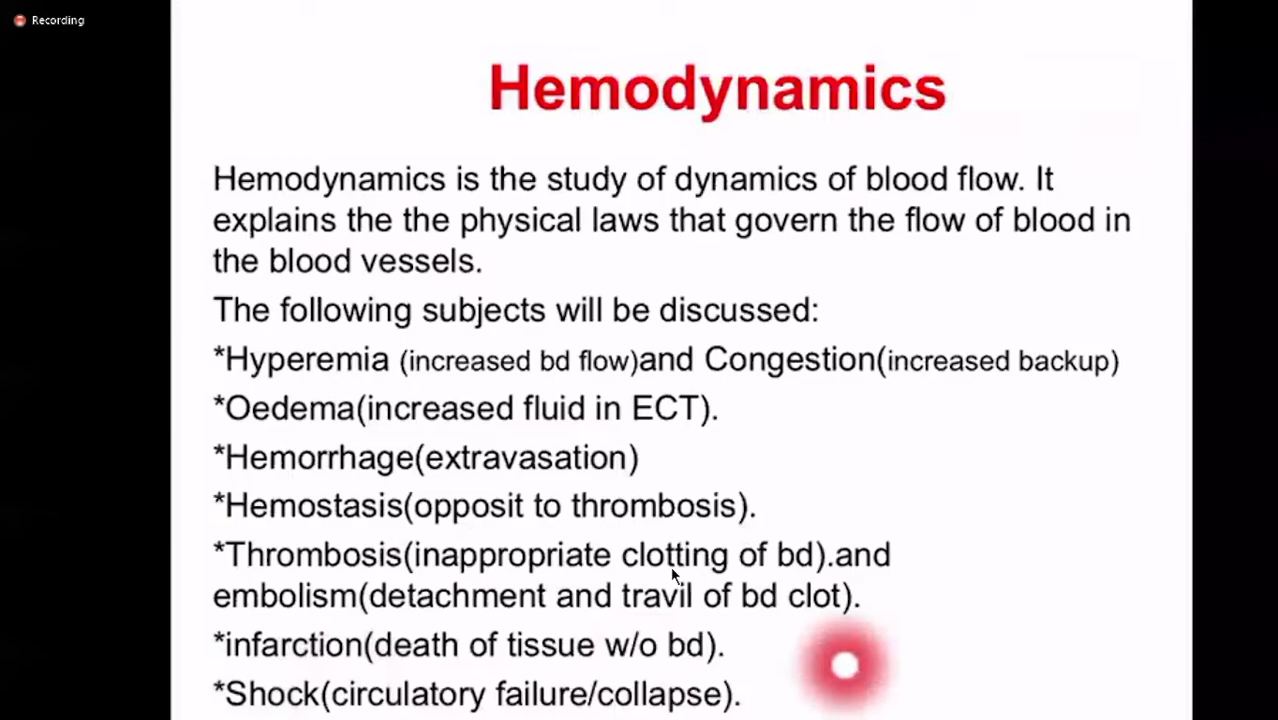 Recording
Hemodynamics
Hemodynamics is the study of dynamics of blood flow. It
explains the the physical laws that govern the flow of blood in
the blood vessels.
The following subjects will be discussed:
*Hyperemia (increased bd flow)and Congestion(increased backup)
*Oedema(increased fluid in ECT).
*Hemorrhage(extravasation)
*Hemostasis(opposit to thrombosis).
*Thrombosis(inappropriate clotting of bd).and
embolism(detachment and travil of bd clot).
*infarction(death of tissue w/o bd).
*Shock(circulatory failure/collapse).